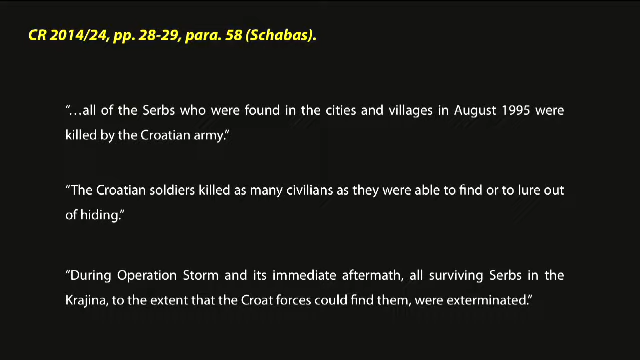 CR 2014/24, pp. 28-29, para. 58 (Schabas).
“…all of the Serbs who were found in the cities and villages in August 1995 were
killed by the Croatian army.”
“The Croatian soldiers killed as many civilians as they were able to find or to lure out
of hiding.”
“During Operation Storm and its immediate aftermath, all surviving Serbs in the
Krajina, to the extent that the Croat forces could find them, were exterminated.”